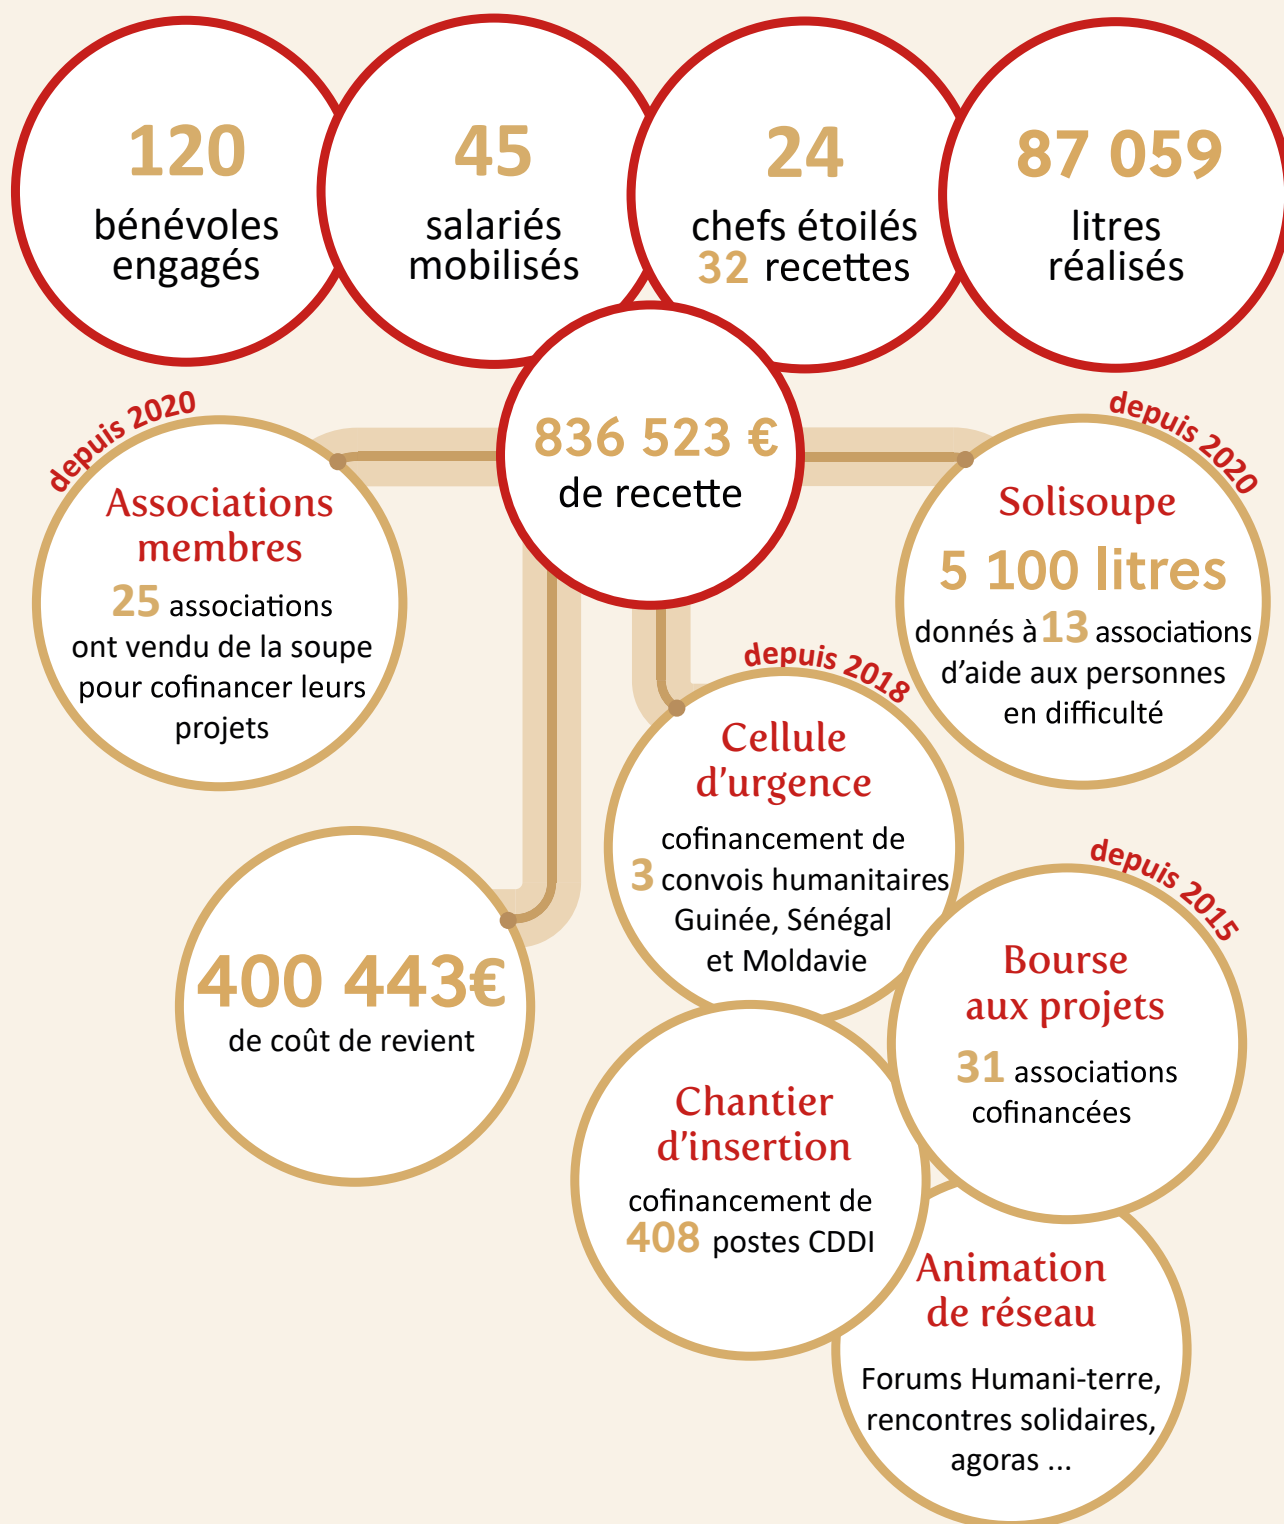 120
bénévoles
engagés
45
salariés
mobilisés
24
chefs étoilés
32 recettes
87 059
litres
réalisés
836 523 €
de recette
depuis 2020
Associations
membres
25 associations
ont vendu de la soupe
pour cofinancer leurs
projets
depuis 2020
Solisoupe
5 100 litres
donnés à 13 associations
d'aide aux personnes
en difficulté
depuis 2018
Cellule
d'urgence
cofinancement de
3 convois humanitaires
Guinée, Sénégal
et Moldavie
400 443€
de coût de revient
depuis 2015
Bourse
aux projets
31 associations
cofinancées
Chantier
d'insertion
cofinancement de
408 postes CDDI
Animation
de réseau
Forums Humani-terre,
rencontres solidaires,
agoras ...